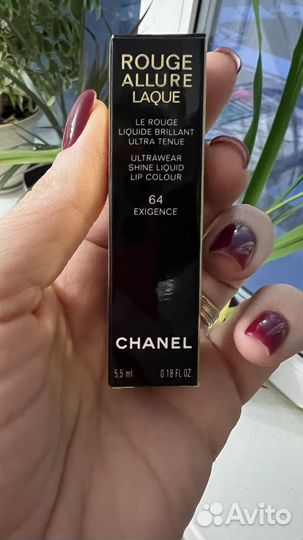 ROUGE
ALLURE
LAQUE
LE ROUGE
LIQUIDE BRILLANT
ULTRA TENUE
ULTRAWEAR
SHINE LIQUID
LIP COLOUR
64
EXIGENCE
CHANEL
5,5 ml 0.18 FL OZ
Avito